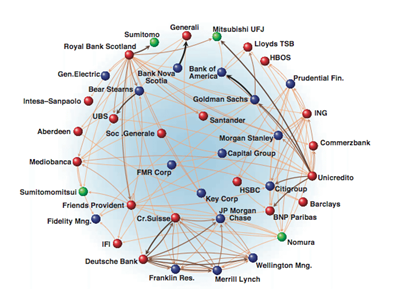 Generali
Sumitomo
Mitsubishi UFJ
Royal Bank Scotland
Lloyds TSB
HBOS
Gen.Electric
Bank Nova
Scotia
Bank of
America
Prudential Fin.
Bear Stearns
Intesa–Sanpaolo
Goldman Sachs
ING
UBS
Santander
Aberdeen
Soc .Generale
Morgan Stanley
Commerzbank
Capital Group
Mediobanca
FMR Corp
Unicredito
HSBC
Citigroup
Sumitomomitsui
Key Corp
Friends Provident
Barclays
JP Morgan
Chase
BNP Paribas
Fidelity Mng.
Cr.Suisse
IFI
Nomura
Deutsche Bank
Wellington Mng.
Franklin Res.
Merrill Lynch